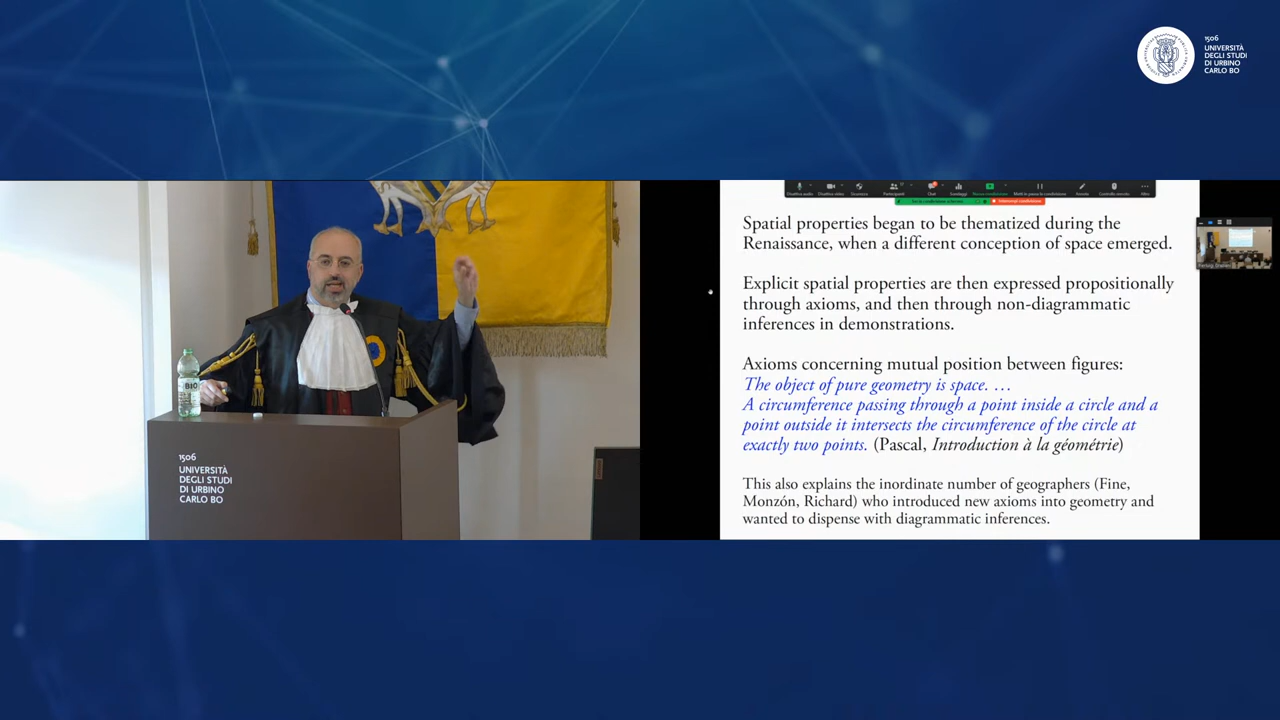 1506
UNIVERSITÀ
DEGLI STUDI
DI URBINO
CARLO BO
BIO
1506
UNIVERSITÀ
DEGLI STUDI
DI URBINO
CARLO BO
Spatial properties began to be thematized during the
Renaissance, when a different conception of space emerged.
Explicit spatial properties are then expressed propositionally
through axioms, and then through non-diagrammatic
inferences in demonstrations.
Axioms concerning mutual position between figures:
The object of pure geometry is space. …
A circumference passing through a point inside a circle and a
point outside it intersects the circumference of the circle at
exactly two points. (Pascal, Introduction à la géométrie)
This also explains the inordinate number of geographers (Fine,
Monzón, Richard) who introduced new axioms into geometry and
wanted to dispense with diagrammatic inferences.